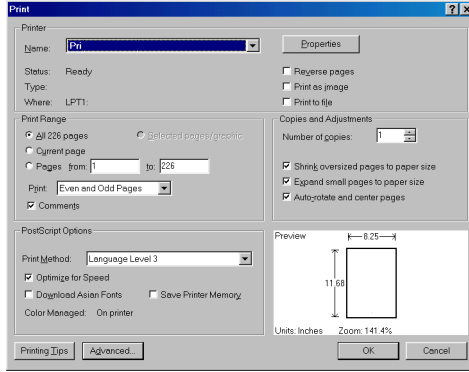 Print
Printer
Name: Pri
Properties
Status: Ready
Type:
Where: LPT1:
Reverse pages
Print as image
Print to file
Print Range
All 226 pages
Selected pages/graphic
Current page
Pages from: 1 to: 226
Print: Even and Odd Pages
Comments
Copies and Adjustments
Number of copies: 1
Shrink oversized pages to paper size
Expand small pages to paper size
Auto-rotate and center pages
PostScript Options
Print Method: Language Level 3
Optimize for Speed
Download Asian Fonts
Save Printer Memory
Color Managed: On printer
Preview
8.25
11.68
Units: Inches Zoom: 141.4%
Printing Tips
Advanced...
OK
Cancel